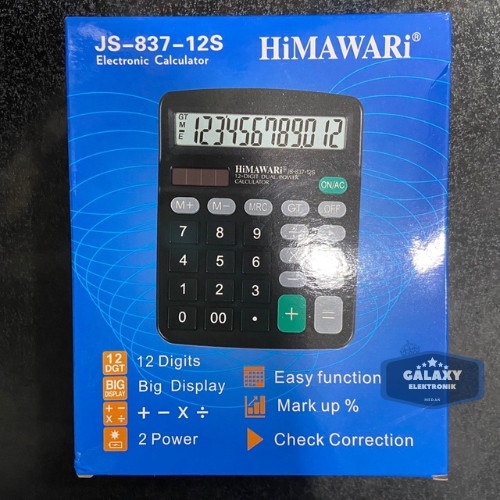 JS-837-12S
Electronic Calculator
HiMAWARi®
GT
M
E
123456789012
HiMAWARi® JS-837-12S
12-DIGIT DUAL POWER
CALCULATOR
ON/AC
M+ M- MRC GT OFF
7 8 9
4 5 6
1 2 3
0 00 • + =
12 DGT 12 Digits
BIG DISPLAY Big Display
+ - × ÷ + - x ÷
2 Power
Easy function
Mark up %
Check Correction
GALAXY
ELEKTRONIK